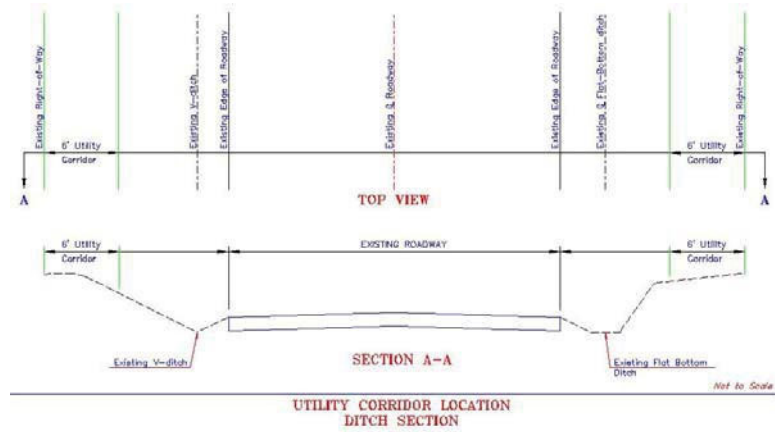 Existing Right-of-Way
Existing V-ditch
Existing Edge of Roadway
Existing ℄ Roadway
Existing Edge of Roadway
Existing ℄ Flat-Bottom ditch
Existing Right-of-Way
6' Utility
Corridor
6' Utility
Corridor
A
A
TOP VIEW
6' Utility
Corridor
EXISTING ROADWAY
6' Utility
Corridor
SECTION A-A
Existing V-ditch
Existing Flat Bottom
Ditch
Not to Scale
UTILITY CORRIDOR LOCATION
DITCH SECTION